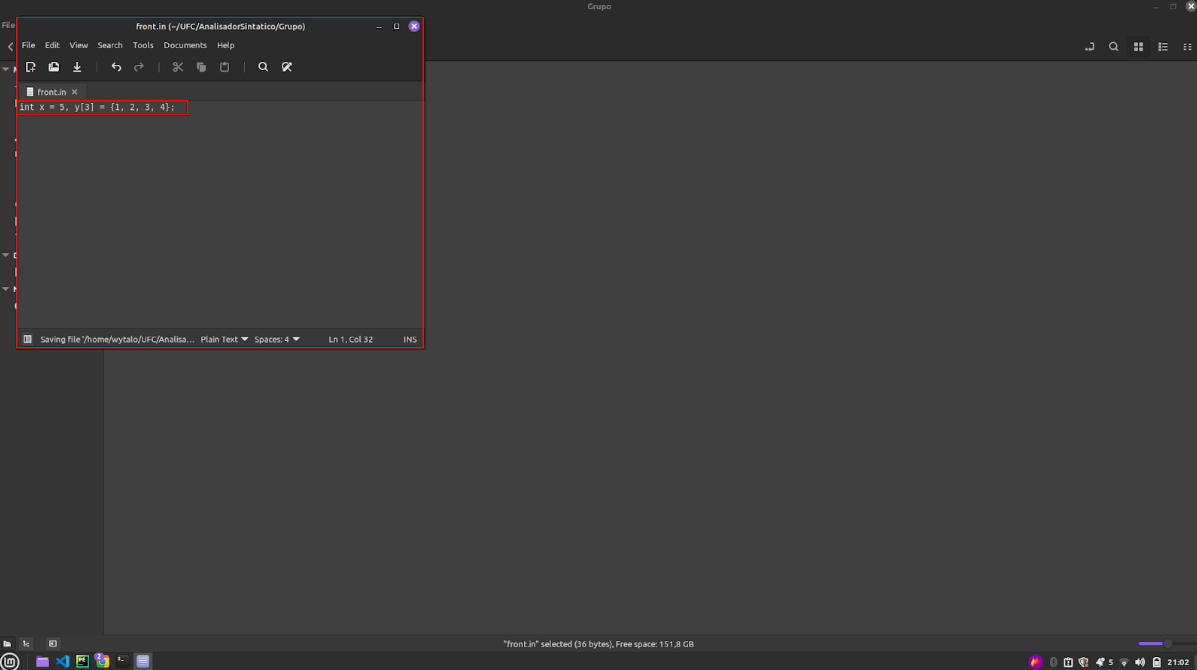 Grupo
File
front.in (~/UFC/AnalisadorSintatico/Grupo)
File Edit View Search Tools Documents Help
front.in
int x = 5, y[3] = {1, 2, 3, 4};
Saving file '/home/wytalo/UFC/Analisa... Plain Text Spaces: 4 Ln 1, Col 32 INS
"front.in" selected (36 bytes), Free space: 151,8 GB
2
5
21:02